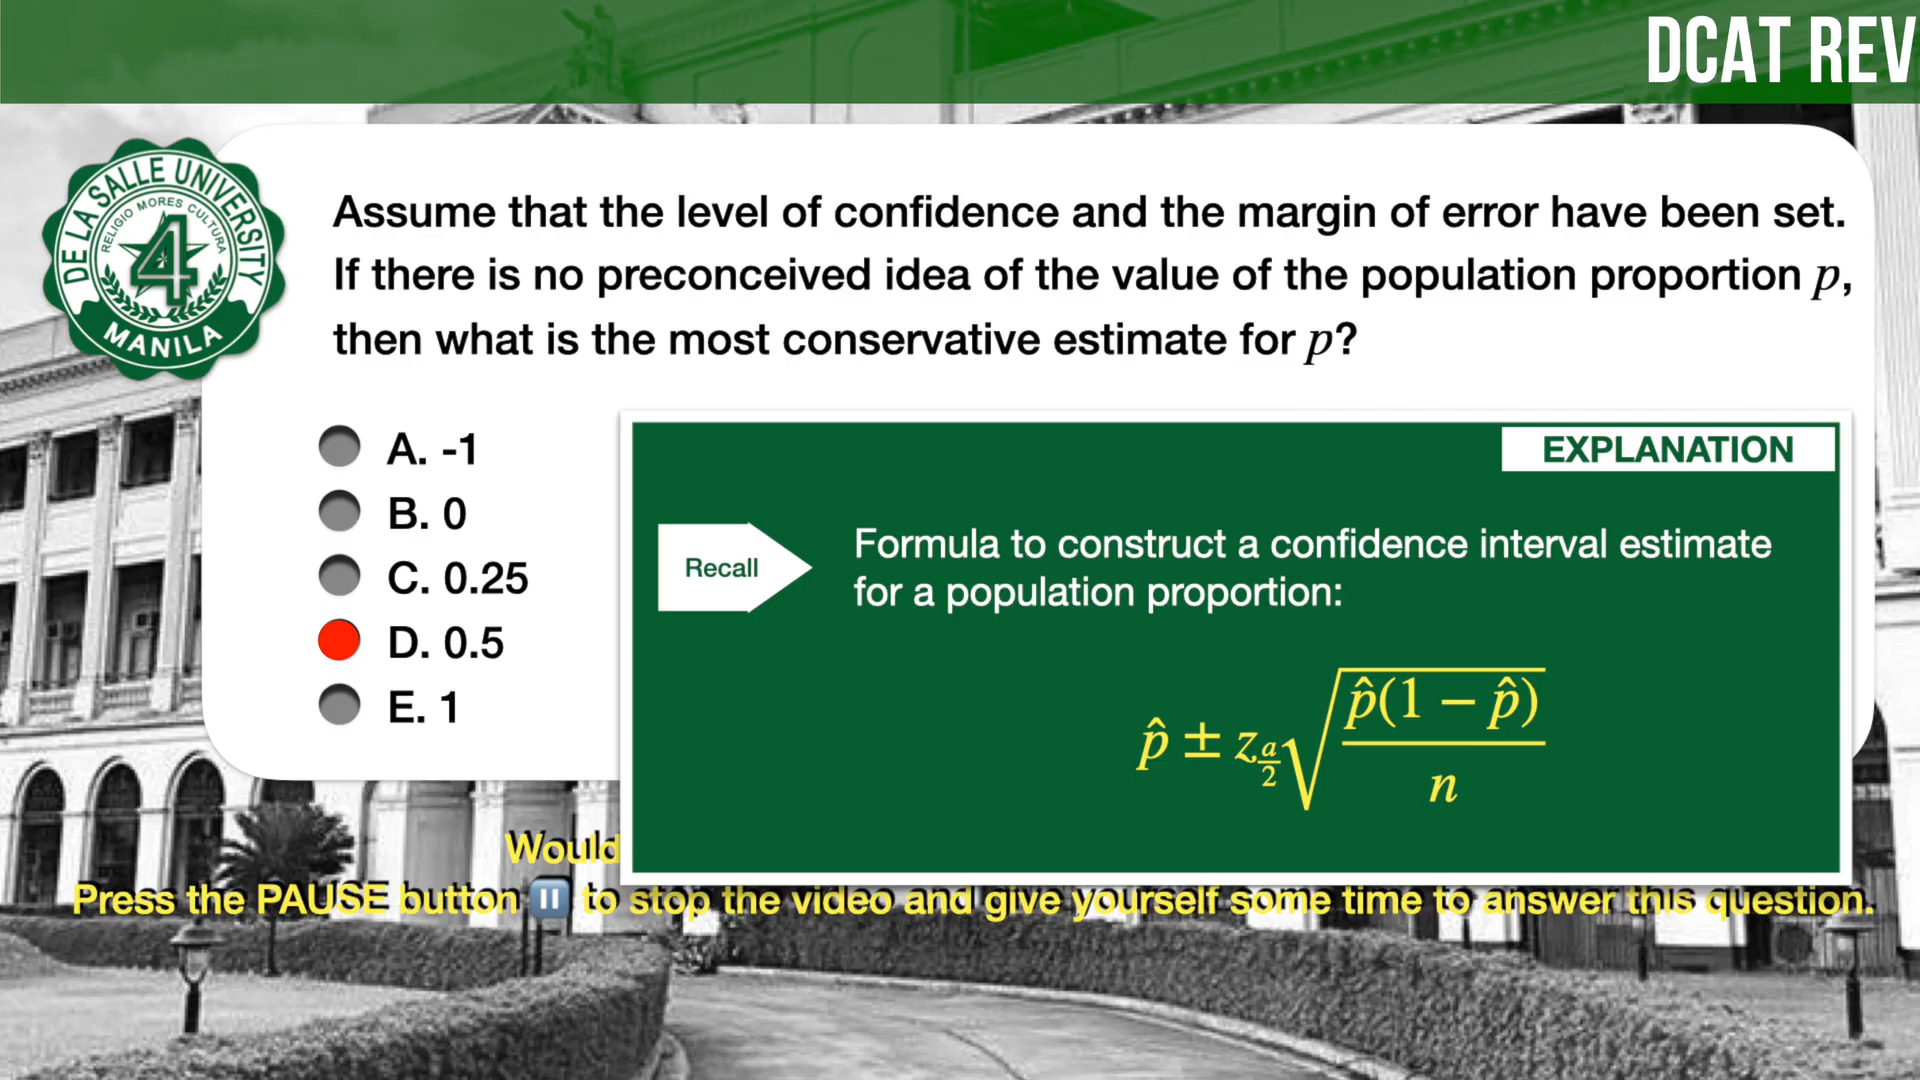 DCAT REV
DE LA SALLE UNIVERSITY
RELIGIO MORES CULTURA
4
MANILA
Assume that the level of confidence and the margin of error have been set.
If there is no preconceived idea of the value of the population proportion p,
then what is the most conservative estimate for p?
A. -1
B. 0
C. 0.25
D. 0.5
E. 1
EXPLANATION
Recall
Formula to construct a confidence interval estimate
for a population proportion:
p̂ ± z_{a/2} √(p̂(1 − p̂)/n)
Would
Press the PAUSE button ⏸ to stop the video and give yourself some time to answer this question.